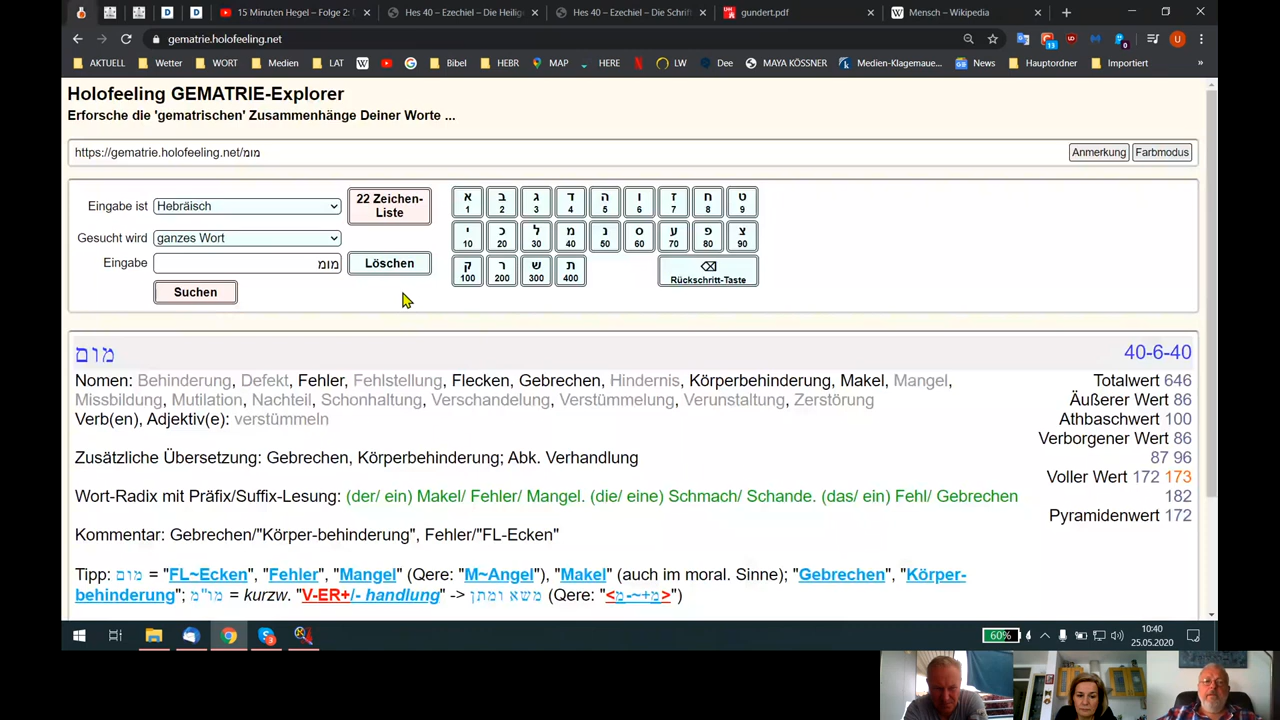 15 Minuten Hegel – Folge 2: D
Hes 40 – Ezechiel – Die Heilige
Hes 40 – Ezechiel – Die Schrift
gundert.pdf
Mensch – Wikipedia
gematrie.holofeeling.net
AKTUELL
Wetter
WORT
Medien
LAT
Bibel
HEBR
MAP
HERE
LW
Dee
MAYA KÖSSNER
Medien-Klagemaue...
News
Hauptordner
Importiert
»
Holofeeling GEMATRIE-Explorer
Erforsche die 'gematrischen' Zusammenhänge Deiner Worte ...
https://gematrie.holofeeling.net/מומ
Anmerkung
Farbmodus
Eingabe ist Hebräisch
22 Zeichen-
Liste
Gesucht wird ganzes Wort
Eingabe מומ
Löschen
Suchen
א ב ג ד ה ו ז ח ט
1 2 3 4 5 6 7 8 9
י כ ל מ נ ס ע פ צ
10 20 30 40 50 60 70 80 90
ק ר ש ת
100 200 300 400
Rückschritt-Taste
מום
40-6-40
Nomen: Behinderung, Defekt, Fehler, Fehlstellung, Flecken, Gebrechen, Hindernis, Körperbehinderung, Makel, Mangel,
Missbildung, Mutilation, Nachteil, Schonhaltung, Verschandelung, Verstümmelung, Verunstaltung, Zerstörung
Verb(en), Adjektiv(e): verstümmeln
Zusätzliche Übersetzung: Gebrechen, Körperbehinderung; Abk. Verhandlung
Wort-Radix mit Präfix/Suffix-Lesung: (der/ ein) Makel/ Fehler/ Mangel. (die/ eine) Schmach/ Schande. (das/ ein) Fehl/ Gebrechen
Kommentar: Gebrechen/"Körper-behinderung", Fehler/"FL-Ecken"
Tipp: מום = "FL~Ecken", "Fehler", "Mangel" (Qere: "M~Angel"), "Makel" (auch im moral. Sinne); "Gebrechen", "Körper-
behinderung"; מו"מ = kurzw. "V-ER+/- handlung" -> משא ומתן (Qere: "<מ-~+מ>")
Totalwert 646
Äußerer Wert 86
Athbaschwert 100
Verborgener Wert 86
87 96
Voller Wert 172 173
182
Pyramidenwert 172
60%
10:40
25.05.2020